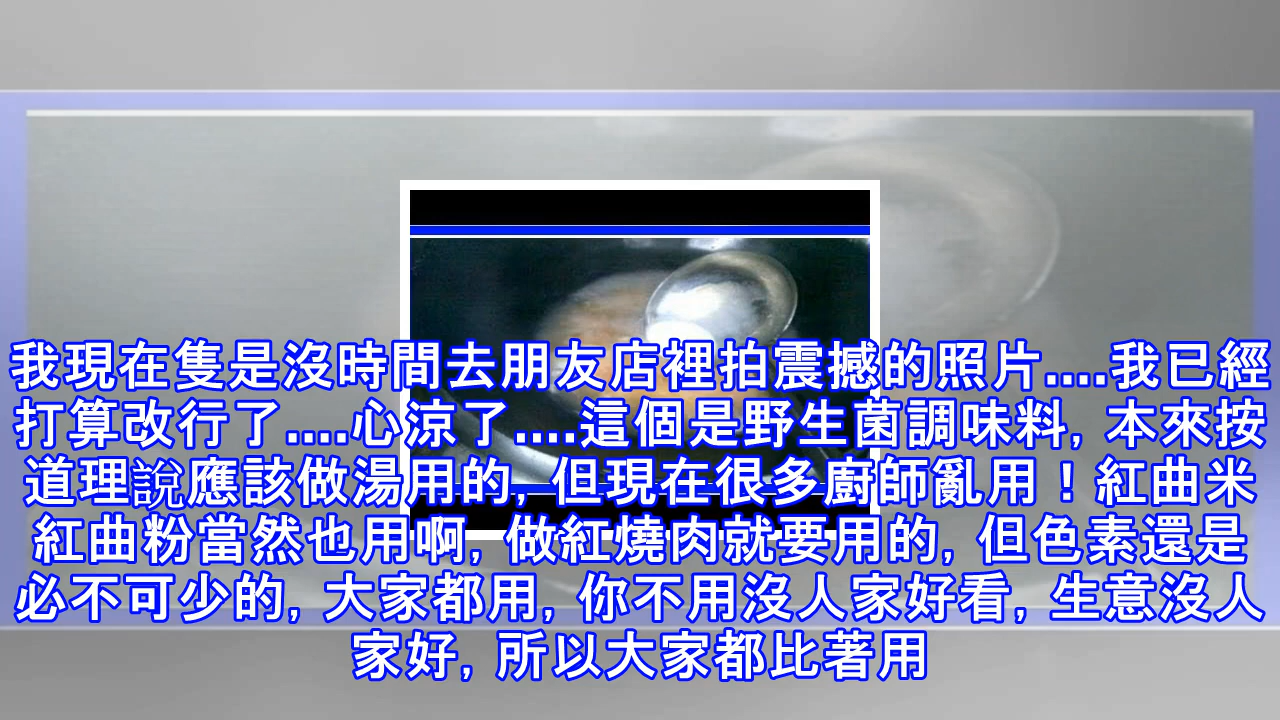 我現在隻是沒時間去朋友店裡拍震撼的照片....我已經
打算改行了....心涼了....這個是野生菌調味料, 本來按
道理說應該做湯用的, 但現在很多廚師亂用！紅曲米
紅曲粉當然也用啊, 做紅燒肉就要用的, 但色素還是
必不可少的, 大家都用, 你不用沒人家好看, 生意沒人
家好, 所以大家都比著用